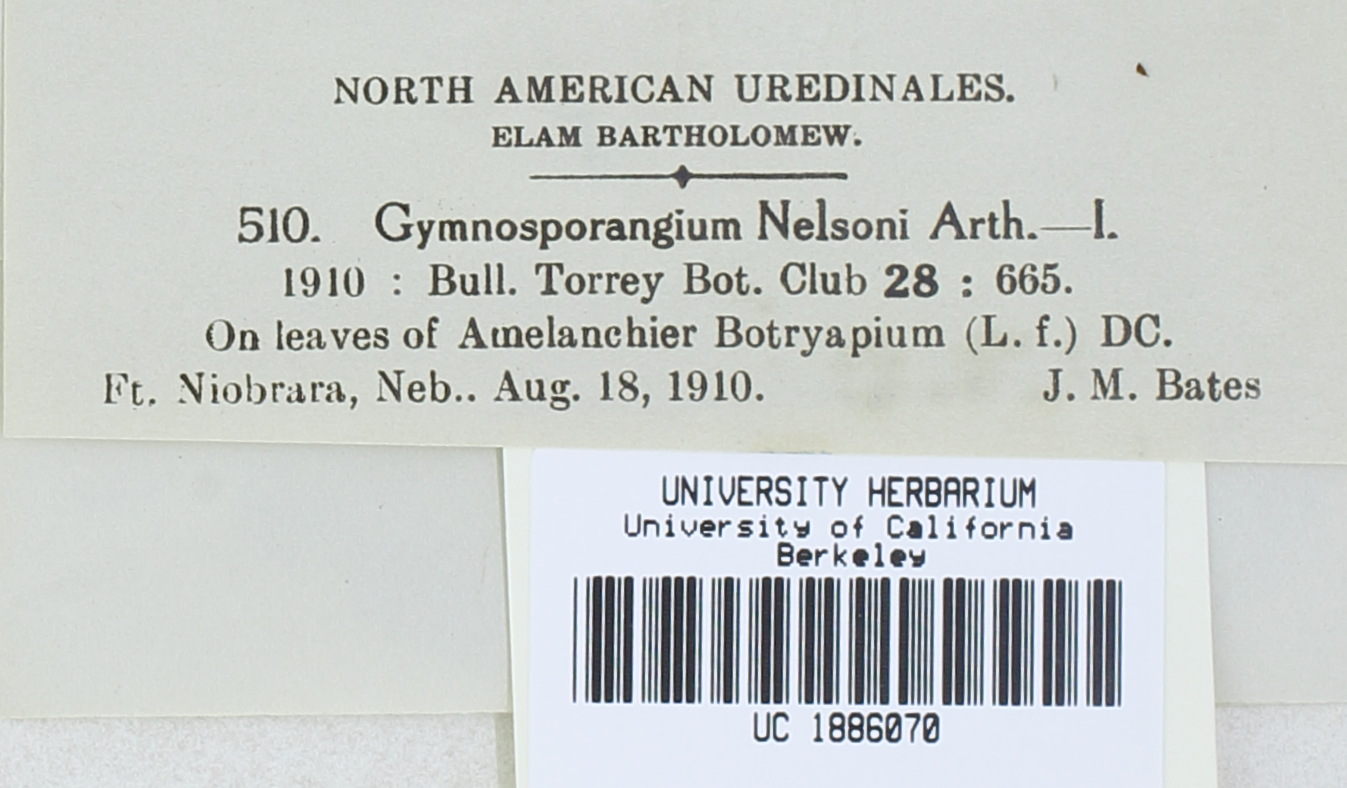 NORTH AMERICAN UREDINALES.
ELAM BARTHOLOMEW.
510. Gymnosporangium Nelsoni Arth.—I.
1910 : Bull. Torrey Bot. Club 28 : 665.
On leaves of Amelanchier Botryapium (L. f.) DC.
Ft. Niobrara, Neb.. Aug. 18, 1910. J. M. Bates
UNIVERSITY HERBARIUM
University of California
Berkeley
UC 1886070